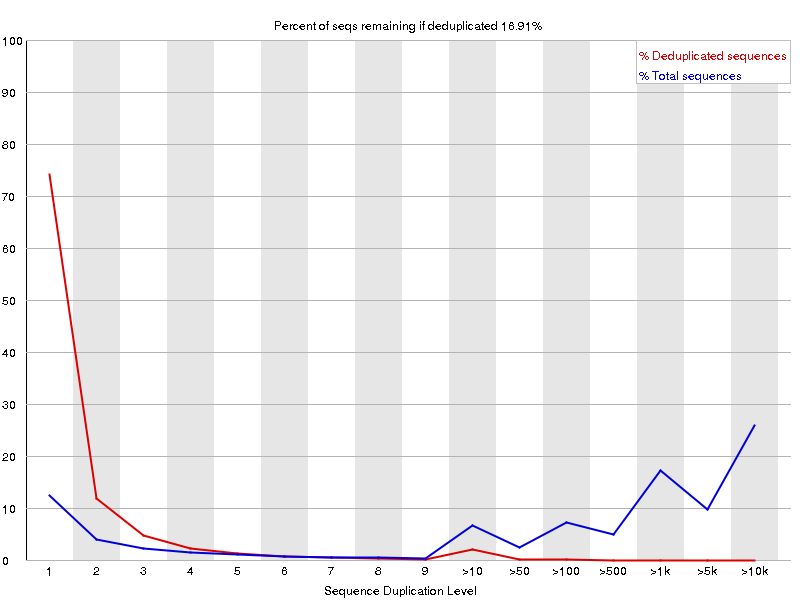 Percent of seqs remaining if deduplicated 16.91%
% Deduplicated sequences
% Total sequences
100
90
80
70
60
50
40
30
20
10
0
1 2 3 4 5 6 7 8 9 >10 >50 >100 >500 >1k >5k >10k
Sequence Duplication Level